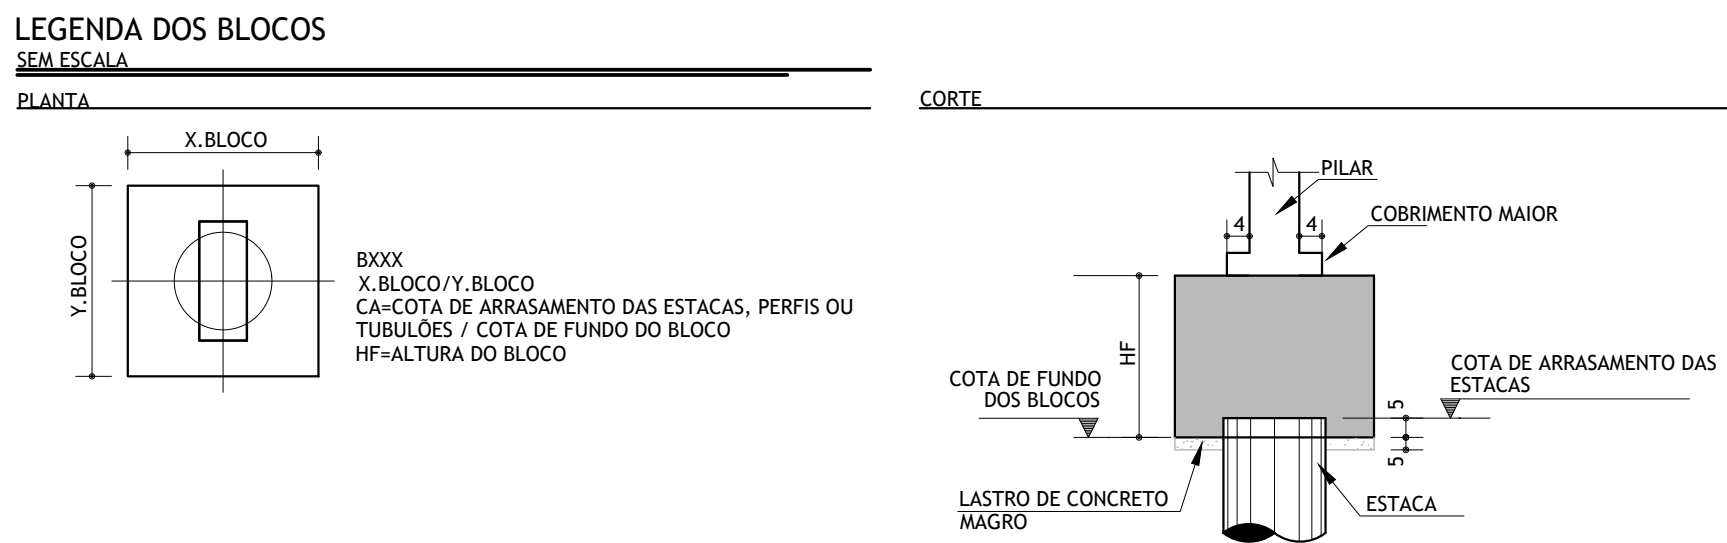 LEGENDA DOS BLOCOS
SEM ESCALA
PLANTA
X.BLOCO
Y.BLOCO
BXXX
X.BLOCO/Y.BLOCO
CA=COTA DE ARRASAMENTO DAS ESTACAS, PERFIS OU
TUBULÕES / COTA DE FUNDO DO BLOCO
HF=ALTURA DO BLOCO
CORTE
PILAR
COBRIMENTO MAIOR
4
4
HF
COTA DE FUNDO
DOS BLOCOS
COTA DE ARRASAMENTO DAS
ESTACAS
5
5
LASTRO DE CONCRETO
MAGRO
ESTACA